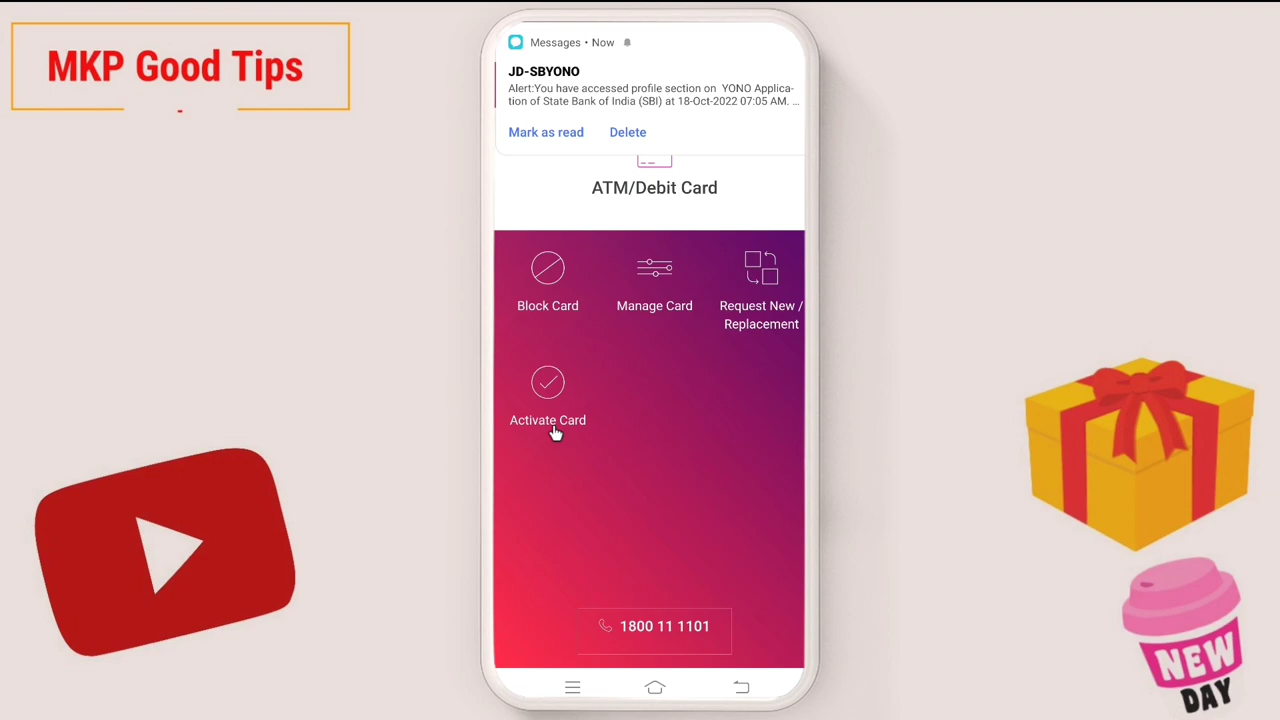 MKP Good Tips
Messages • Now
JD-SBYONO
Alert:You have accessed profile section on YONO Applica-
tion of State Bank of India (SBI) at 18-Oct-2022 07:05 AM. ...
Mark as read Delete
ATM/Debit Card
Block Card Manage Card Request New /
Replacement
Activate Card
1800 11 1101
NEW
DAY